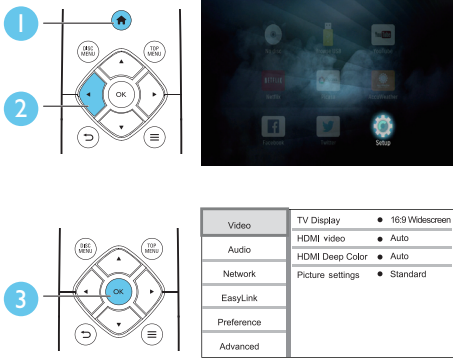 1
DISC MENU
TOP MENU
2
OK
YouTube
Netflix
Facebook
Twitter
Setup
3
DISC MENU
TOP MENU
OK
Video
Audio
Network
EasyLink
Preference
Advanced
TV Display ● 16:9 Widescreen
HDMI video ● Auto
HDMI Deep Color ● Auto
Picture settings ● Standard